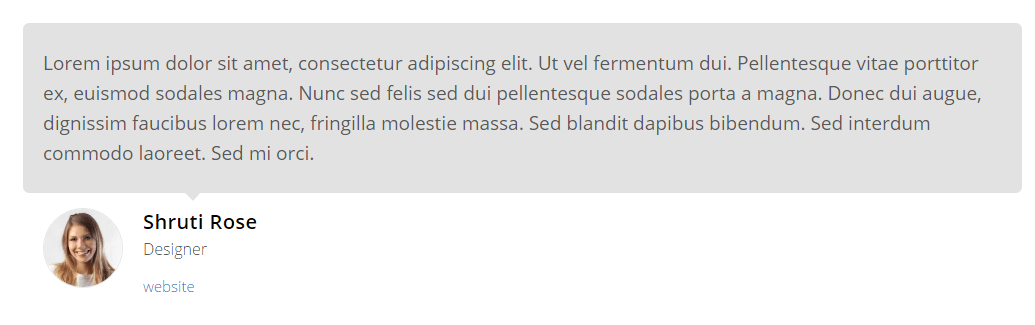 Lorem ipsum dolor sit amet, consectetur adipiscing elit. Ut vel fermentum dui. Pellentesque vitae porttitor
ex, euismod sodales magna. Nunc sed felis sed dui pellentesque sodales porta a magna. Donec dui augue,
dignissim faucibus lorem nec, fringilla molestie massa. Sed blandit dapibus bibendum. Sed interdum
commodo laoreet. Sed mi orci.
Shruti Rose
Designer
website